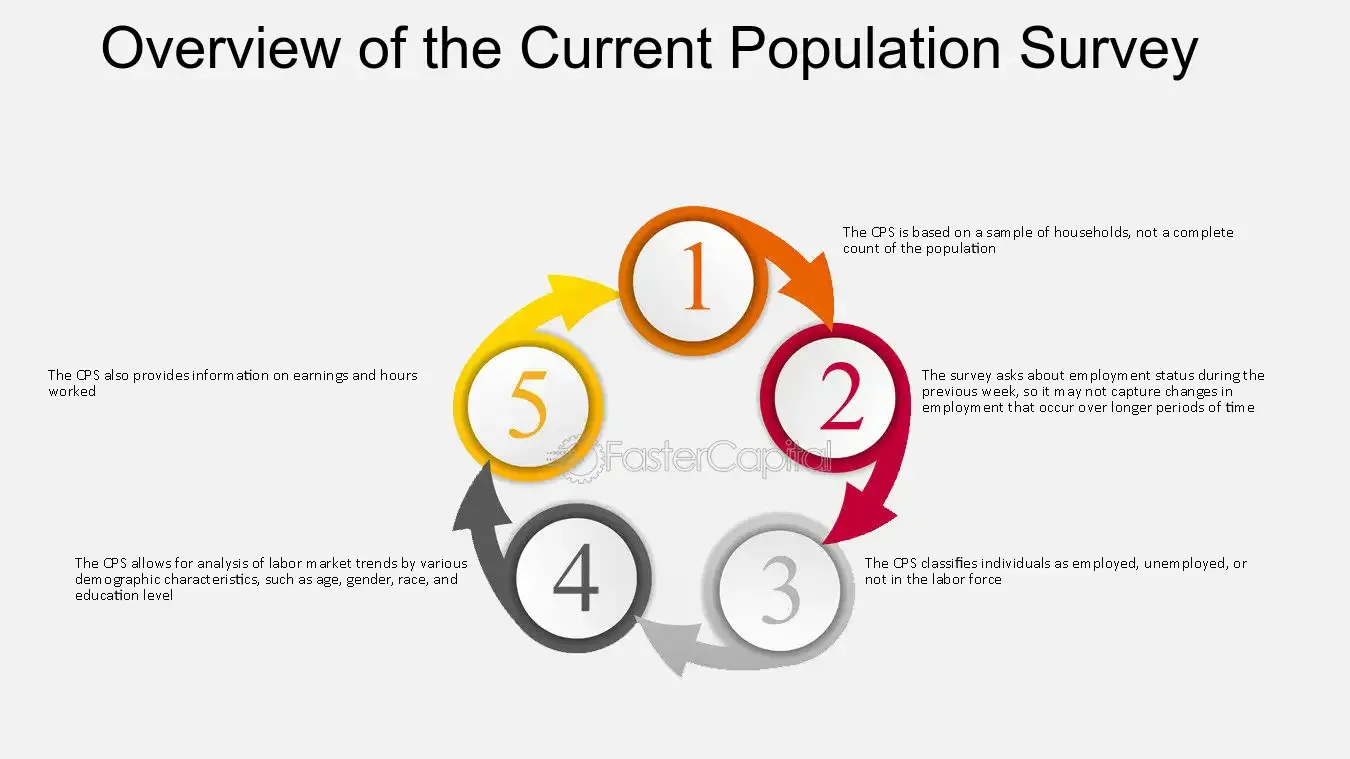 Overview of the Current Population Survey
1
The CPS is based on a sample of households, not a complete
count of the population
2
The survey asks about employment status during the
previous week, so it may not capture changes in
employment that occur over longer periods of time
3
The CPS classifies individuals as employed, unemployed, or
not in the labor force
4
The CPS allows for analysis of labor market trends by various
demographic characteristics, such as age, gender, race, and
education level
5
The CPS also provides information on earnings and hours
worked
FasterCapital